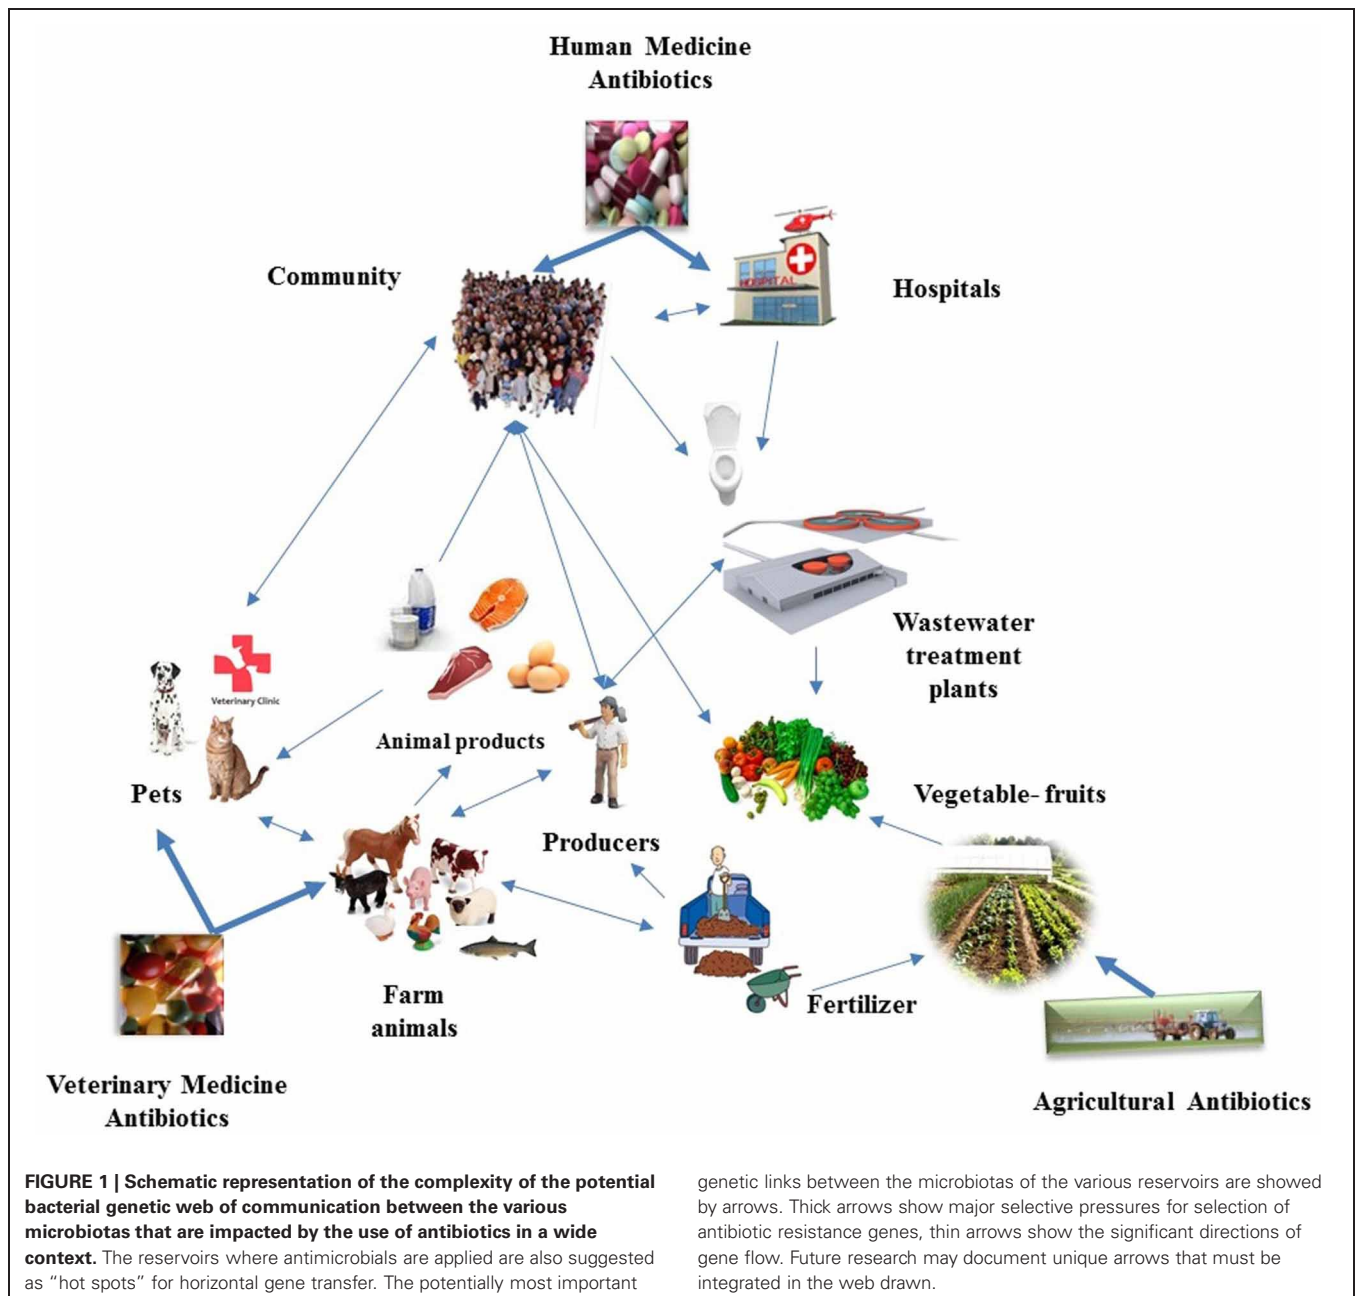 Human Medicine
Antibiotics
Community
HOSPITAL
Hospitals
Wastewater
treatment
plants
Veterinary Clinic
Animal products
Pets
Vegetable- fruits
Producers
Farm
animals
Fertilizer
Veterinary Medicine
Antibiotics
Agricultural Antibiotics
FIGURE 1 | Schematic representation of the complexity of the potential
bacterial genetic web of communication between the various
microbiotas that are impacted by the use of antibiotics in a wide
context. The reservoirs where antimicrobials are applied are also suggested
as “hot spots” for horizontal gene transfer. The potentially most important
genetic links between the microbiotas of the various reservoirs are showed
by arrows. Thick arrows show major selective pressures for selection of
antibiotic resistance genes, thin arrows show the significant directions of
gene flow. Future research may document unique arrows that must be
integrated in the web drawn.